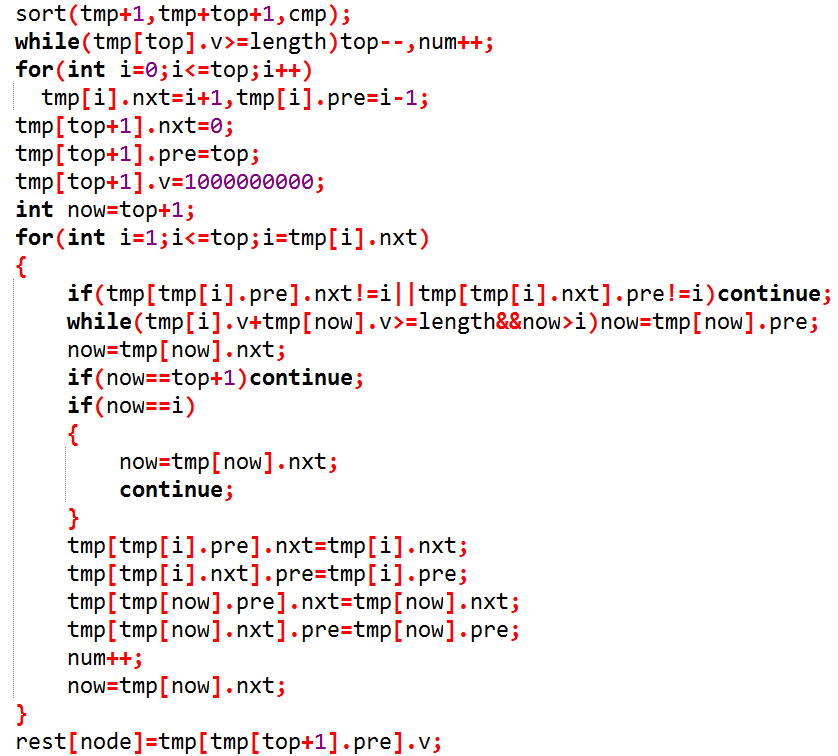 sort(tmp+1,tmp+top+1,cmp);
while(tmp[top].v>=length)top--,num++;
for(int i=0;i<=top;i++)
  tmp[i].nxt=i+1,tmp[i].pre=i-1;
tmp[top+1].nxt=0;
tmp[top+1].pre=top;
tmp[top+1].v=1000000000;
int now=top+1;
for(int i=1;i<=top;i=tmp[i].nxt)
{
    if(tmp[tmp[i].pre].nxt!=i||tmp[tmp[i].nxt].pre!=i)continue;
    while(tmp[i].v+tmp[now].v>=length&&now>i)now=tmp[now].pre;
    now=tmp[now].nxt;
    if(now==top+1)continue;
    if(now==i)
    {
        now=tmp[now].nxt;
        continue;
    }
    tmp[tmp[i].pre].nxt=tmp[i].nxt;
    tmp[tmp[i].nxt].pre=tmp[i].pre;
    tmp[tmp[now].pre].nxt=tmp[now].nxt;
    tmp[tmp[now].nxt].pre=tmp[now].pre;
    num++;
    now=tmp[now].nxt;
}
rest[node]=tmp[tmp[top+1].pre].v;